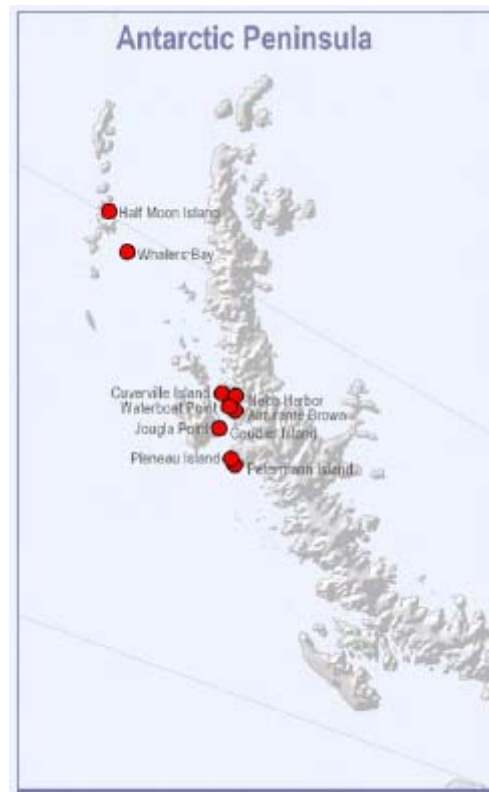 Antarctic Peninsula
Half Moon Island
Whalers Bay
Cuverville Island
Neko Harbor
Waterboat Point
Almirante Brown
Jougla Point
Goudier Island
Pleneau Island
Petermann Island